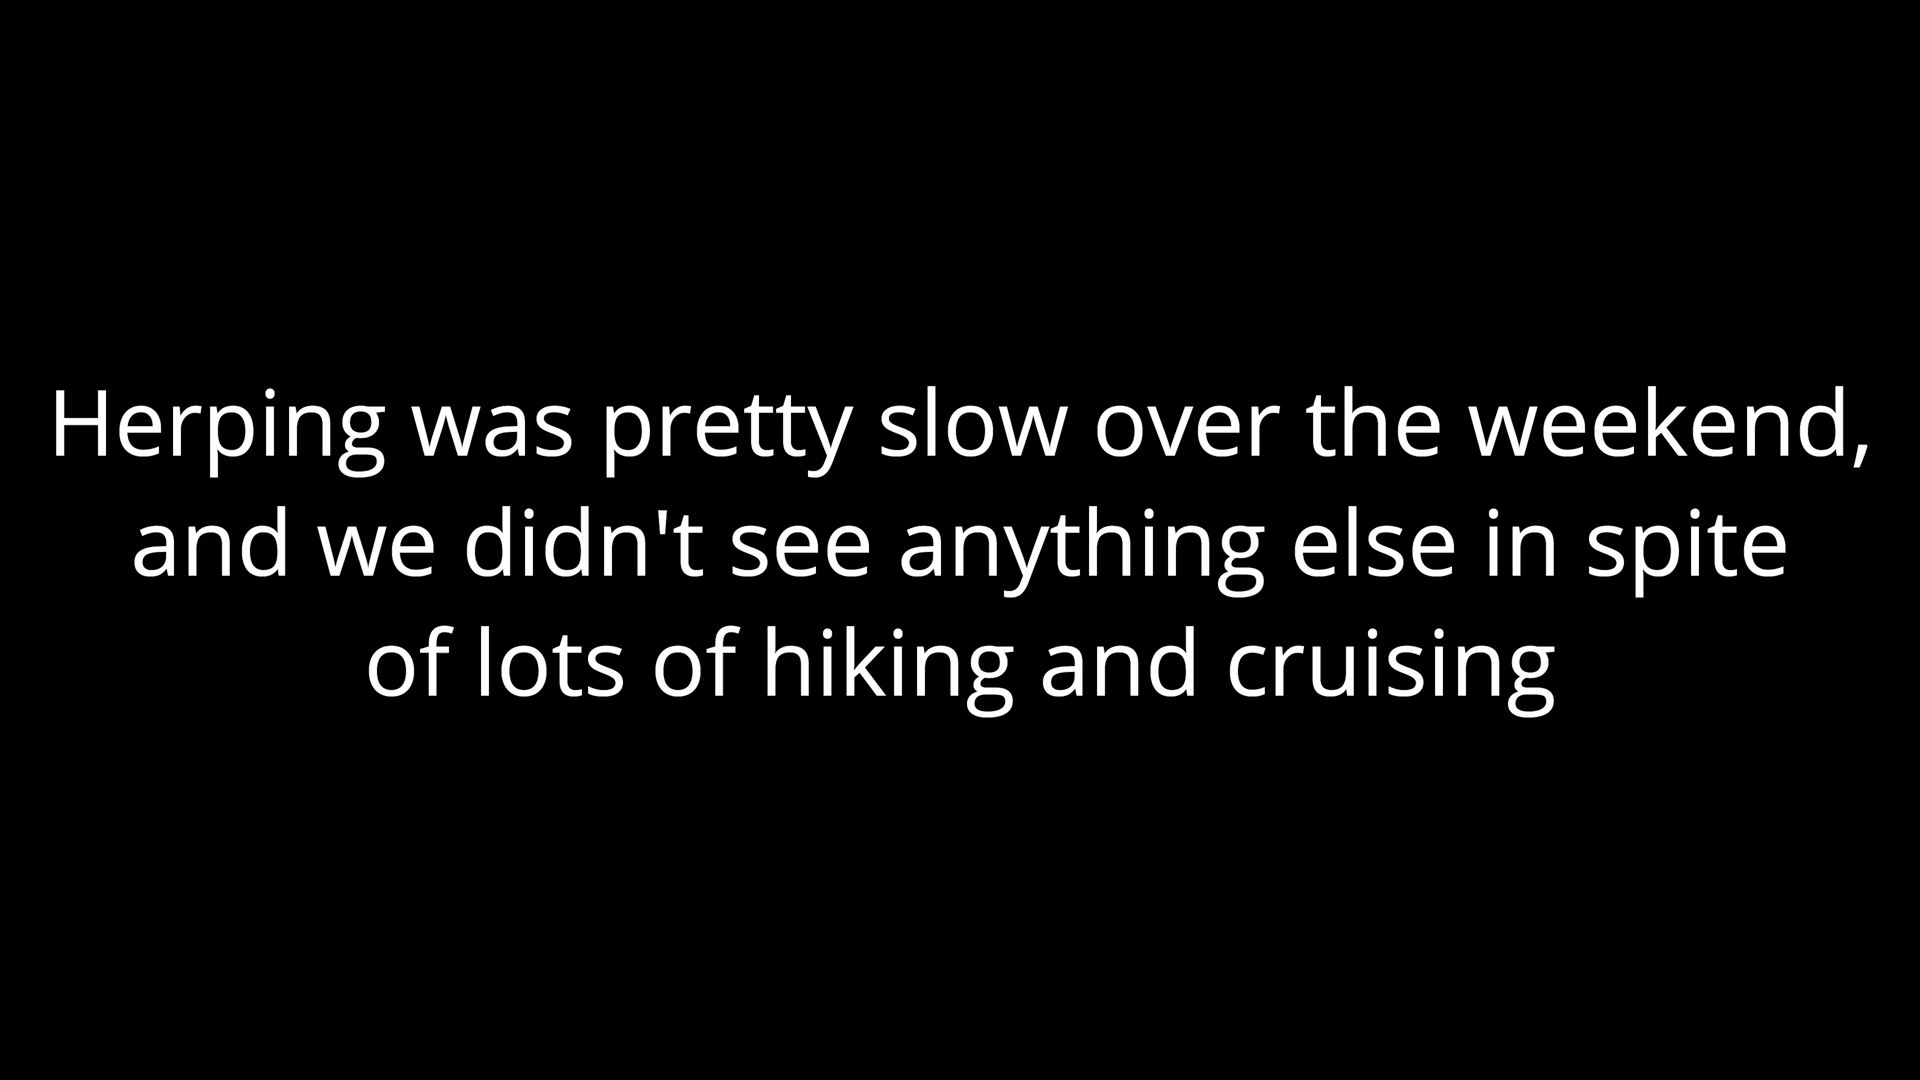 Herping was pretty slow over the weekend,
and we didn't see anything else in spite
of lots of hiking and cruising